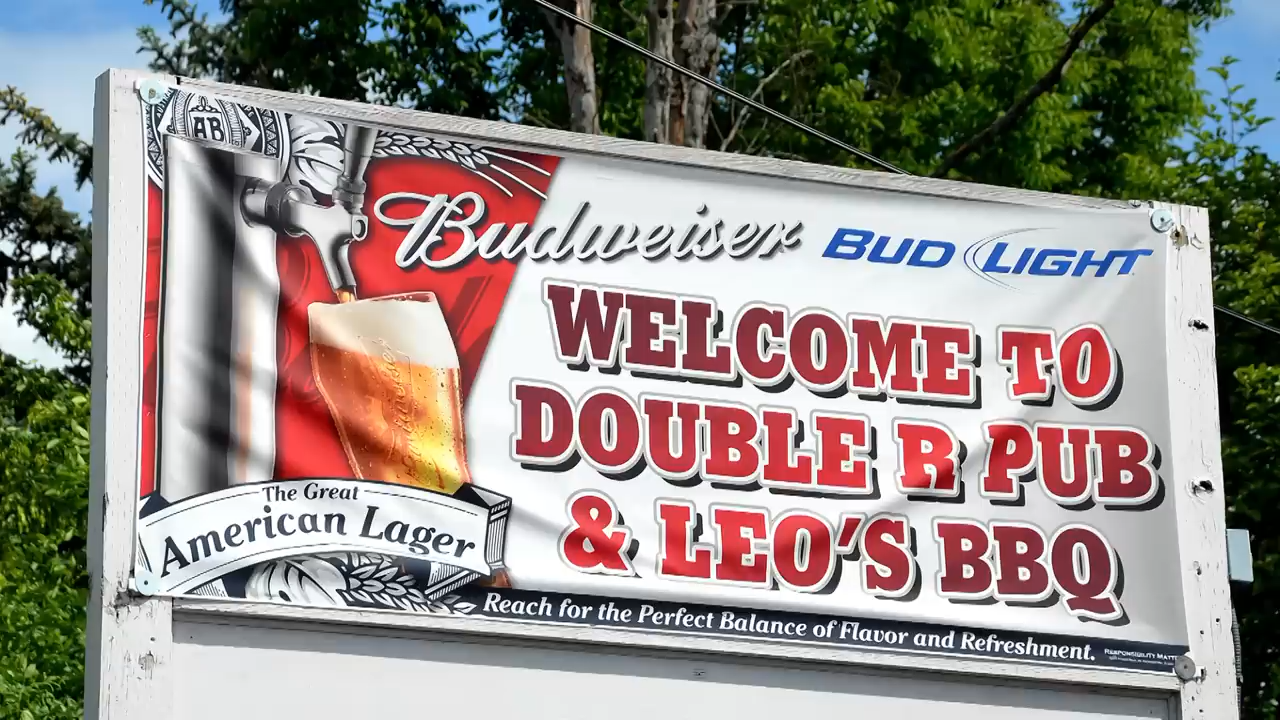 AB
Budweiser
BUD LIGHT
WELCOME TO
DOUBLE R PUB
& LEO'S BBQ
The Great
American Lager
Reach for the Perfect Balance of Flavor and Refreshment.
RESPONSIBILITY